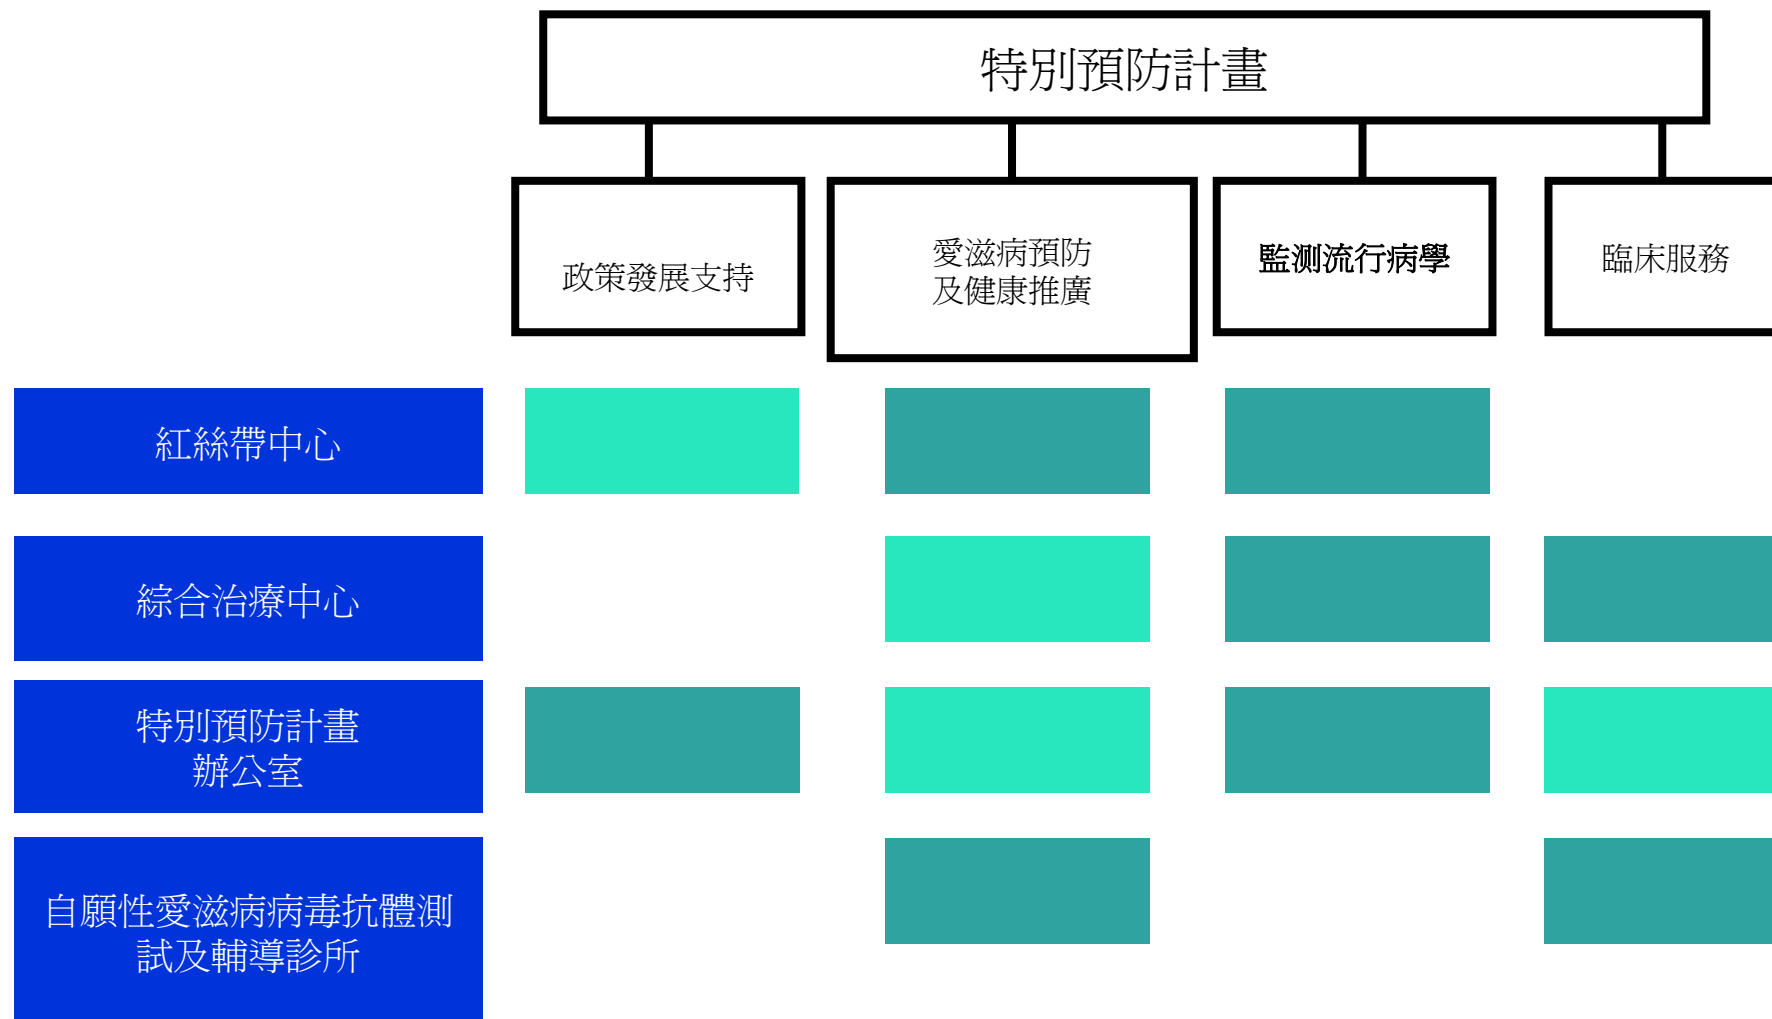 特別預防計畫
政策發展支持
愛滋病預防
及健康推廣
監測流行病學
臨床服務
紅絲帶中心
綜合治療中心
特別預防計畫
辦公室
自願性愛滋病病毒抗體測
試及輔導診所